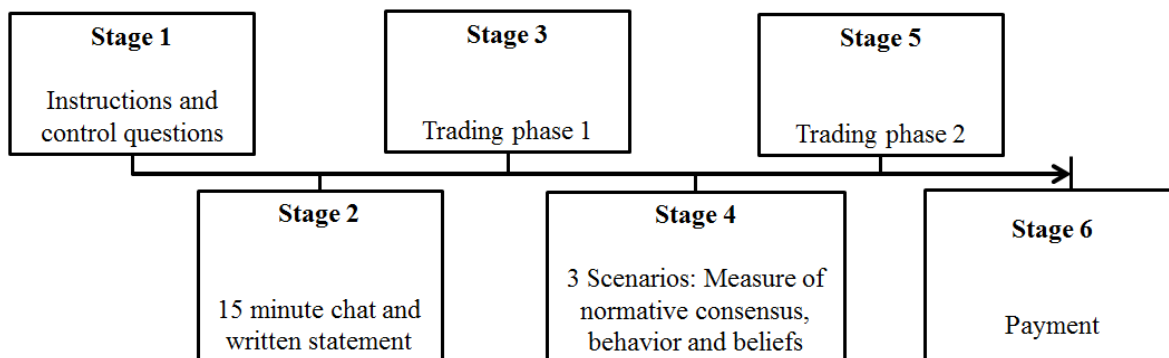 Stage 1
Instructions and
control questions
Stage 2
15 minute chat and
written statement
Stage 3
Trading phase 1
Stage 4
3 Scenarios: Measure of
normative consensus,
behavior and beliefs
Stage 5
Trading phase 2
Stage 6
Payment